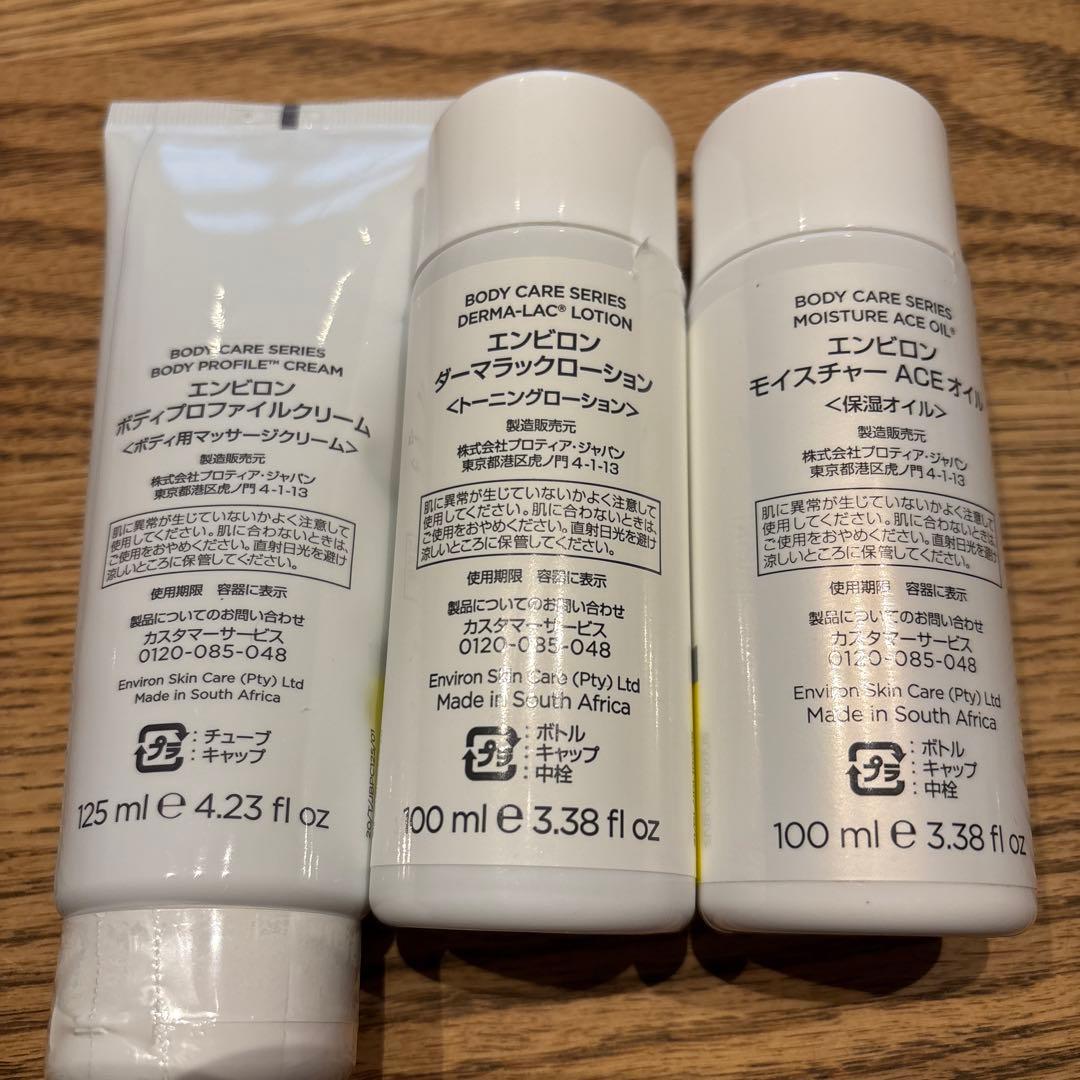 BODY CARE SERIES
BODY PROFILE™ CREAM
エンビロン
ボディプロファイルクリーム
<ボディ用マッサージクリーム>
製造販売元
株式会社プロティア・ジャパン
東京都港区虎ノ門 4-1-13
肌に異常が生じていないかよく注意して
使用してください。肌に合わないときは、
ご使用をおやめください。直射日光を避け
涼しいところに保管してください。
使用期限 容器に表示
製品についてのお問い合わせ
カスタマーサービス
0120-085-048
Environ Skin Care (Pty) Ltd
Made in South Africa
プラ
:チューブ
:キャップ
125 ml e 4.23 fl oz
BODY CARE SERIES
DERMA-LAC® LOTION
エンビロン
ダーマラックローション
<トーニングローション>
製造販売元
株式会社プロティア・ジャパン
東京都港区虎ノ門 4-1-13
肌に異常が生じていないかよく注意して
使用してください。肌に合わないときは、
ご使用をおやめください。直射日光を避け
涼しいところに保管してください。
使用期限 容器に表示
製品についてのお問い合わせ
カスタマーサービス
0120-085-048
Environ Skin Care (Pty) Ltd
Made in South Africa
プラ
:ボトル
:キャップ
:中栓
100 ml e 3.38 fl oz
BODY CARE SERIES
MOISTURE ACE OIL®
エンビロン
モイスチャー ACE オイル
<保湿オイル>
製造販売元
株式会社プロティア・ジャパン
東京都港区虎ノ門 4-1-13
肌に異常が生じていないかよく注意して
使用してください。肌に合わないときは、
ご使用をおやめください。直射日光を避け
涼しいところに保管してください。
使用期限 容器に表示
製品についてのお問い合わせ
カスタマーサービス
0120-085-048
Environ Skin Care (Pty) Ltd
Made in South Africa
プラ
:ボトル
:キャップ
:中栓
100 ml e 3.38 fl oz